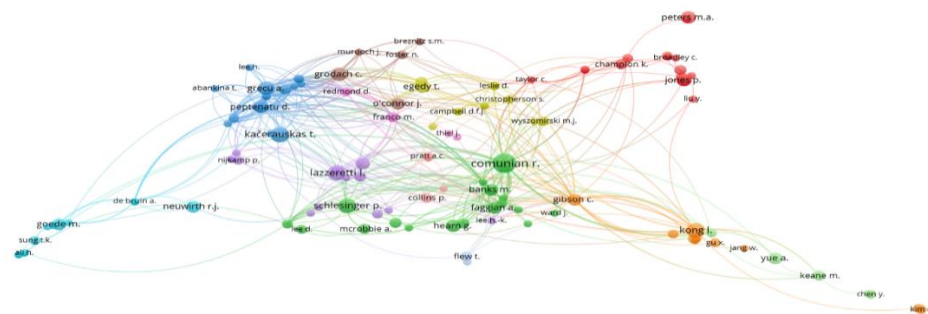 peters m.a.
breznitz s.m.
murdoch j.
foster n.
broadley c.
champion k.
lee h.
grodach c.
taylor c.
jones p.
abankina t.
grecu a.
redmond d.
egedy t.
leslie d.
liu y.
peptenatu d.
o'connor j.
christopherson s.
campbell d.f.j.
franco m.
wyszomirski m.j.
kačerauskas t.
thiel j.
nijkamp p.
pratt a.c.
comunian r.
lazzeretti l.
banks m.
de bruin a.
collins p.
gibson c.
neuwirth r.j.
schlesinger p.
faggian a.
ward j.
lee h.-k.
goede m.
lee d.
mcrobbie a.
hearn g.
kong l.
sung t.k.
gu x.
jang w.
ali h.
flew t.
yue a.
keane m.
chen y.
kim